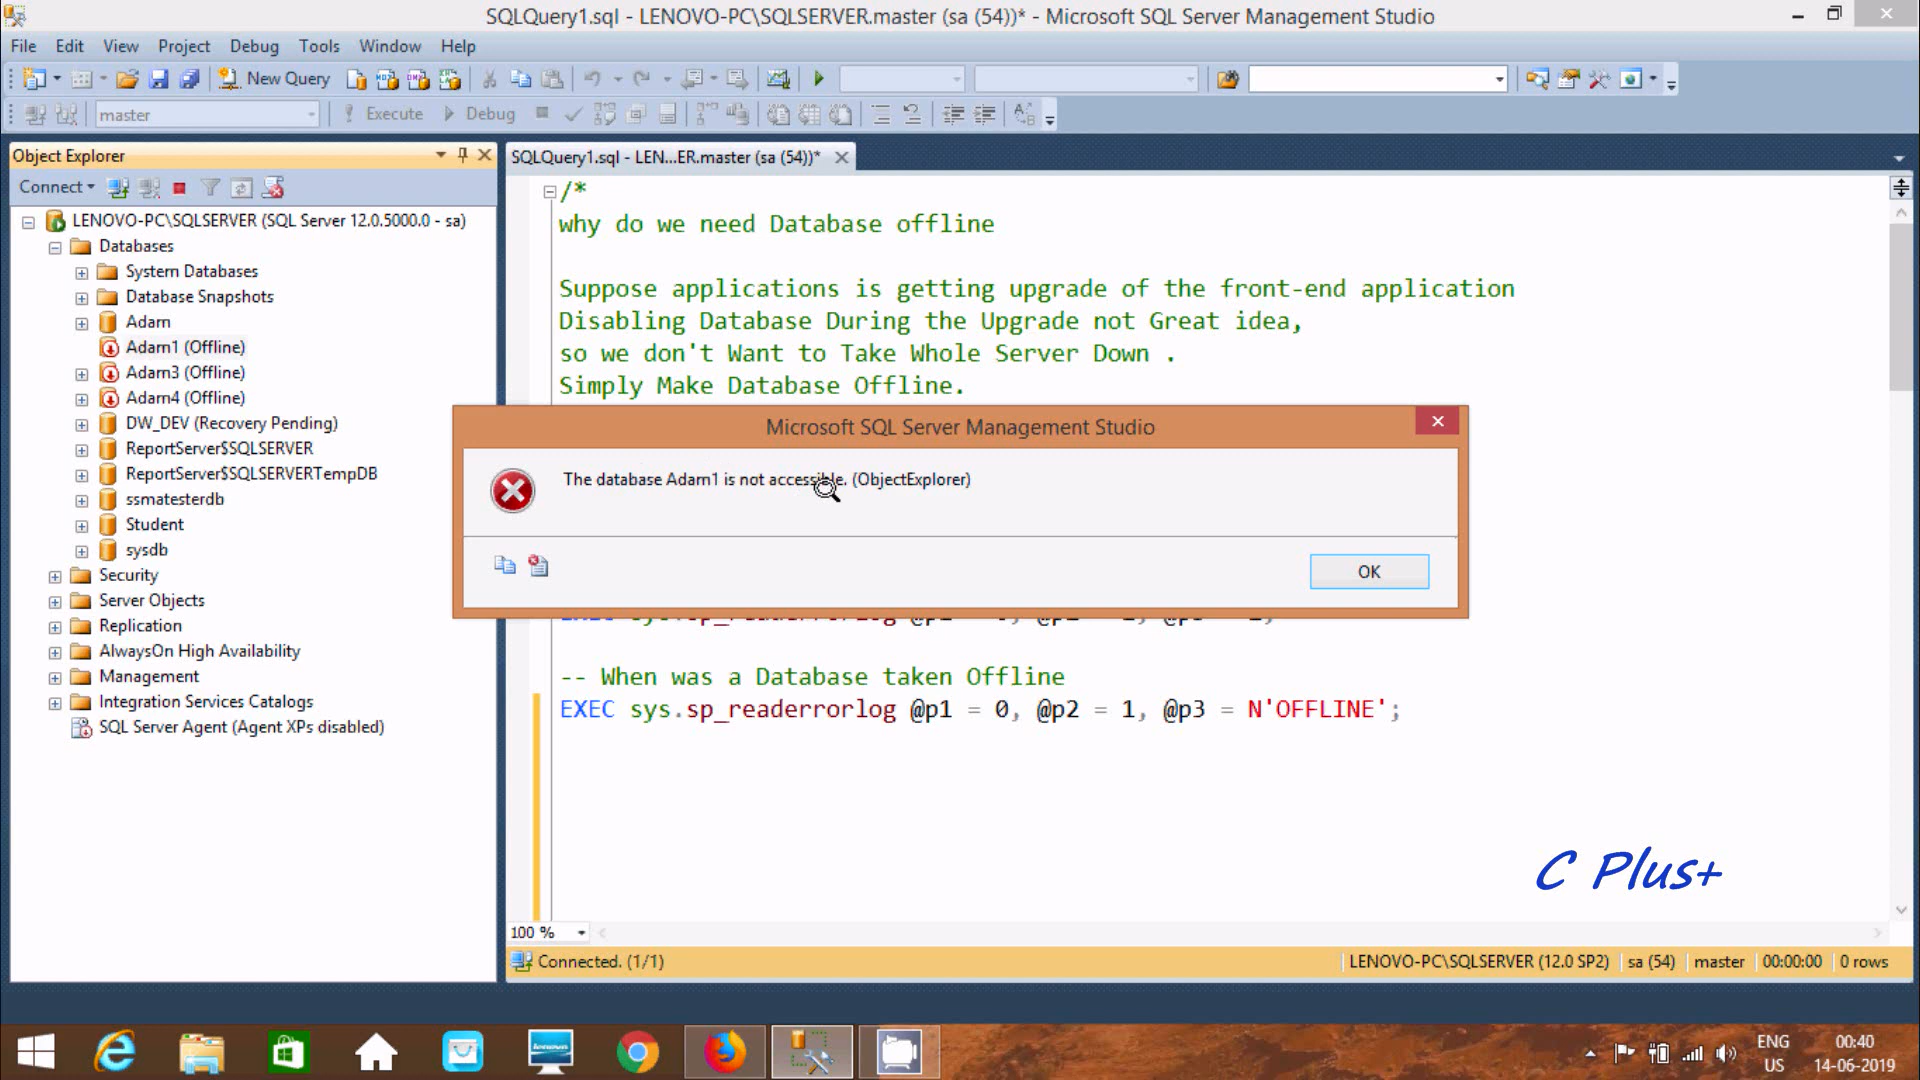 SQLQuery1.sql - LENOVO-PC\SQLSERVER.master (sa (54))* - Microsoft SQL Server Management Studio
File Edit View Project Debug Tools Window Help
New Query
master Execute Debug
Object Explorer
SQLQuery1.sql - LEN...ER.master (sa (54))*
Connect
LENOVO-PC\SQLSERVER (SQL Server 12.0.5000.0 - sa)
Databases
System Databases
Database Snapshots
Adam
Adam1 (Offline)
Adam3 (Offline)
Adam4 (Offline)
DW_DEV (Recovery Pending)
ReportServer$SQLSERVER
ReportServer$SQLSERVERTempDB
ssmatesterdb
Student
sysdb
Security
Server Objects
Replication
AlwaysOn High Availability
Management
Integration Services Catalogs
SQL Server Agent (Agent XPs disabled)
/*
why do we need Database offline
Suppose applications is getting upgrade of the front-end application
Disabling Database During the Upgrade not Great idea,
so we don't Want to Take Whole Server Down .
Simply Make Database Offline.
Microsoft SQL Server Management Studio
The database Adam1 is not accessible. (ObjectExplorer)
OK
-- When was a Database taken Offline
EXEC sys.sp_readerrorlog @p1 = 0, @p2 = 1, @p3 = N'OFFLINE';
C Plus+
100 %
Connected. (1/1)
LENOVO-PC\SQLSERVER (12.0 SP2) sa (54) master 00:00:00 0 rows
ENG 00:40
US 14-06-2019